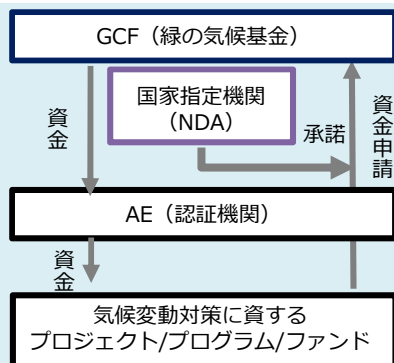 GCF（緑の気候基金）
国家指定機関
（NDA）
資金
承諾
資金申請
AE（認証機関）
資金
気候変動対策に資する
プロジェクト/プログラム/ファンド